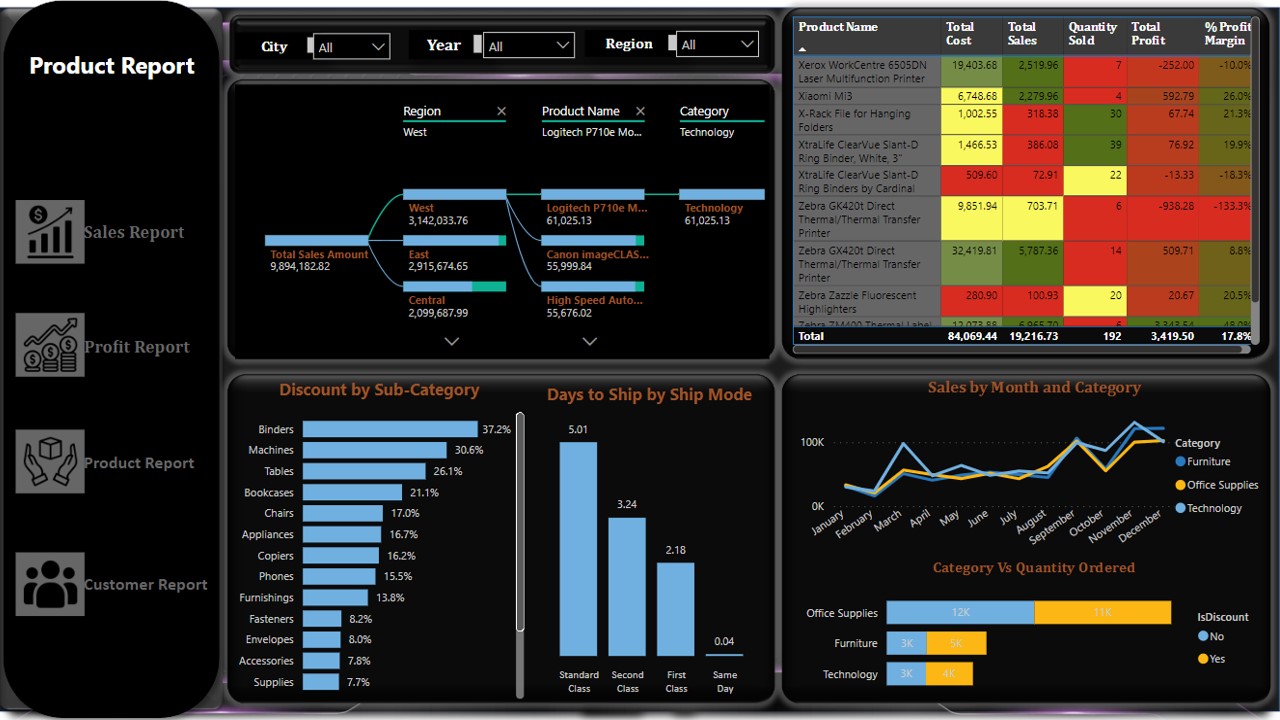 Product Report
Sales Report
Profit Report
Product Report
Customer Report
City All Year All Region All
Region Product Name Category
West Logitech P710e Mo... Technology
Total Sales Amount
9,894,182.82
West
3,142,033.76
East
2,915,674.65
Central
2,099,687.99
Logitech P710e M...
61,025.13
Canon imageCLAS...
55,999.84
High Speed Auto...
55,676.02
Technology
61,025.13
Product Name Total Cost Total Sales Quantity Sold Total Profit % Profit Margin
Xerox WorkCentre 6505DN Laser Multifunction Printer 19,403.68 2,519.96 7 -252.00 -10.0%
Xiaomi Mi3 6,748.68 2,279.96 4 592.79 26.0%
X-Rack File for Hanging Folders 1,002.55 318.38 30 67.74 21.3%
XtraLife ClearVue Slant-D Ring Binder, White, 3" 1,466.53 386.08 39 76.92 19.9%
XtraLife ClearVue Slant-D Ring Binders by Cardinal 509.60 72.91 22 -13.33 -18.3%
Zebra GK420t Direct Thermal/Thermal Transfer Printer 9,851.94 703.71 6 -938.28 -133.3%
Zebra GX420t Direct Thermal/Thermal Transfer Printer 32,419.81 5,787.36 14 509.71 8.8%
Zebra Zazzle Fluorescent Highlighters 280.90 100.93 20 20.67 20.5%
Zebra ZM400 Thermal Label
Total 84,069.44 19,216.73 192 3,419.50 17.8%
Discount by Sub-Category
Binders 37.2%
Machines 30.6%
Tables 26.1%
Bookcases 21.1%
Chairs 17.0%
Appliances 16.7%
Copiers 16.2%
Phones 15.5%
Furnishings 13.8%
Fasteners 8.2%
Envelopes 8.0%
Accessories 7.8%
Supplies 7.7%
Days to Ship by Ship Mode
5.01
3.24
2.18
0.04
Standard Class
Second Class
First Class
Same Day
Sales by Month and Category
100K
0K
January February March April May June July August September October November December
Category
Furniture
Office Supplies
Technology
Category Vs Quantity Ordered
Office Supplies 12K 11K
Furniture 3K 5K
Technology 3K 4K
IsDiscount
No
Yes